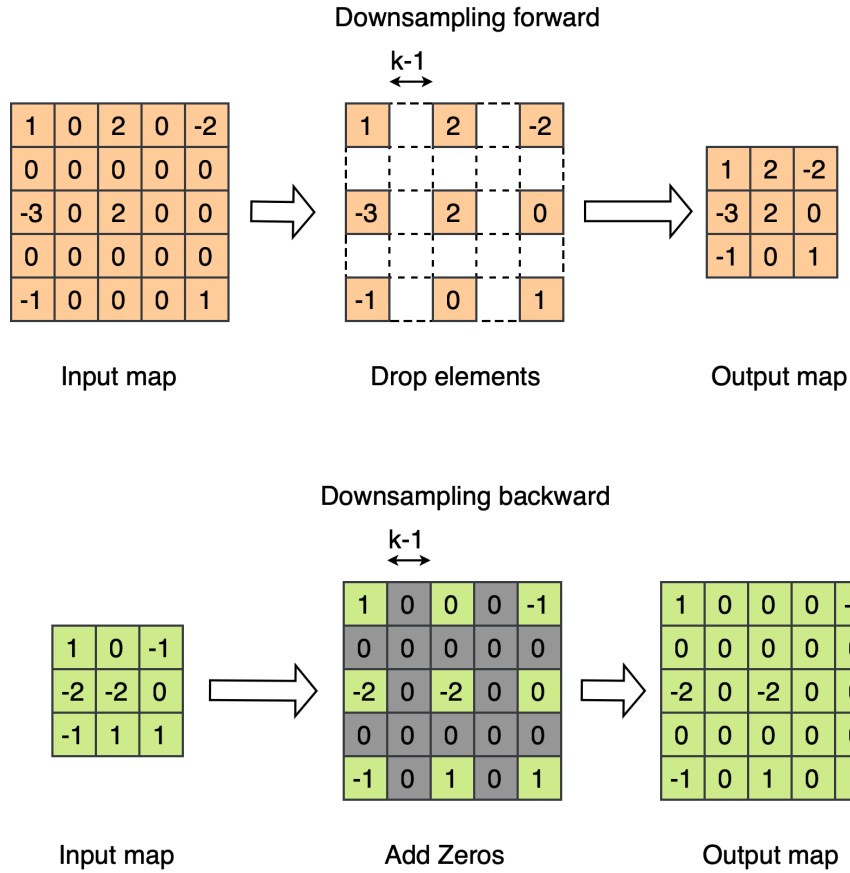 Downsampling forward
k-1
1 0 2 0 -2
0 0 0 0 0
-3 0 2 0 0
0 0 0 0 0
-1 0 0 0 1
Input map
1 2 -2
-3 2 0
-1 0 1
Drop elements
1 2 -2
-3 2 0
-1 0 1
Output map
Downsampling backward
k-1
1 0 -1
-2 -2 0
-1 1 1
Input map
1 0 0 0 -1
0 0 0 0 0
-2 0 -2 0 0
0 0 0 0 0
-1 0 1 0 1
Add Zeros
1 0 0 0
0 0 0 0
-2 0 -2 0
0 0 0 0
-1 0 1 0
Output map